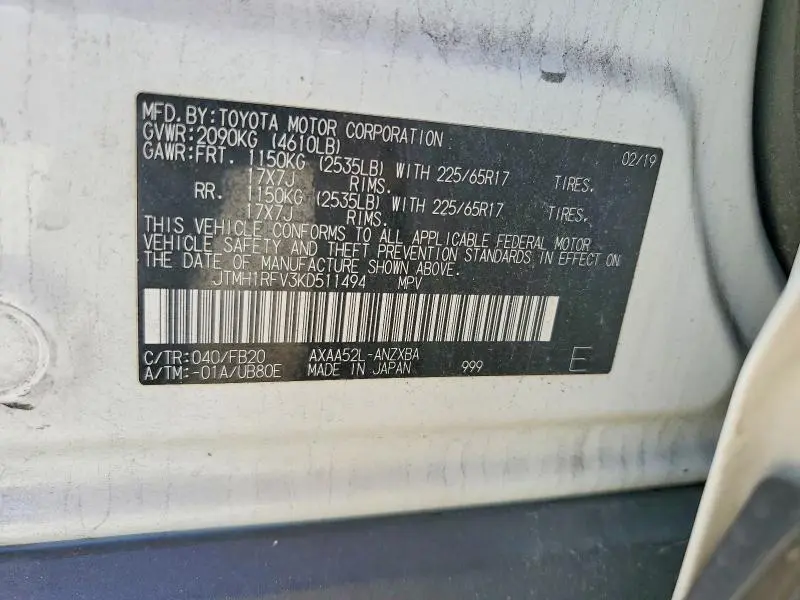 MFD. BY: TOYOTA MOTOR CORPORATION 02/19
GVWR: 2090KG (4610LB)
GAWR: FRT. 1150KG (2535LB) WITH 225/65R17 TIRES.
17X7J RIMS.
RR. 1150KG (2535LB) WITH 225/65R17 TIRES.
17X7J RIMS.
THIS VEHICLE CONFORMS TO ALL APPLICABLE FEDERAL MOTOR
VEHICLE SAFETY AND THEFT PREVENTION STANDARDS IN EFFECT ON
THE DATE OF MANUFACTURE SHOWN ABOVE.
JTMH1RFV3KD511494 MPV
C/TR: 040/FB20 AXAA52L-ANZXBA
A/TM: -01A/UB80E MADE IN JAPAN 999 E